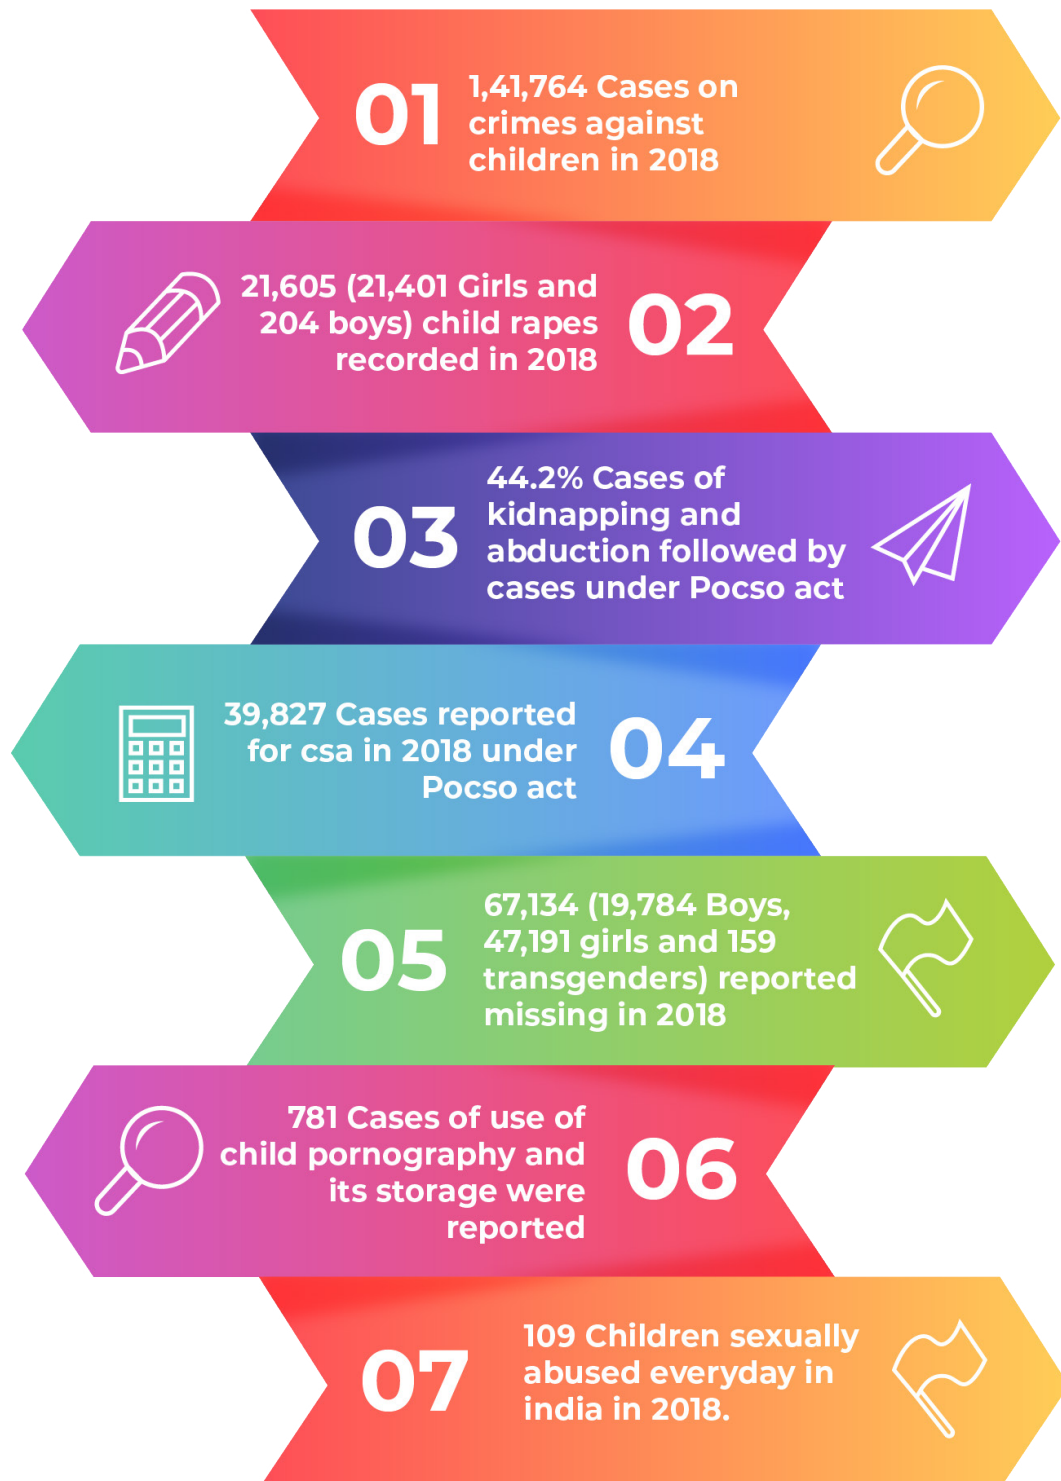 01
1,41,764 Cases on
crimes against
children in 2018
21,605 (21,401 Girls and
204 boys) child rapes
recorded in 2018
02
03
44.2% Cases of
kidnapping and
abduction followed by
cases under Pocso act
39,827 Cases reported
for csa in 2018 under
Pocso act
04
05
67,134 (19,784 Boys,
47,191 girls and 159
transgenders) reported
missing in 2018
781 Cases of use of
child pornography and
its storage were
reported
06
07
109 Children sexually
abused everyday in
india in 2018.